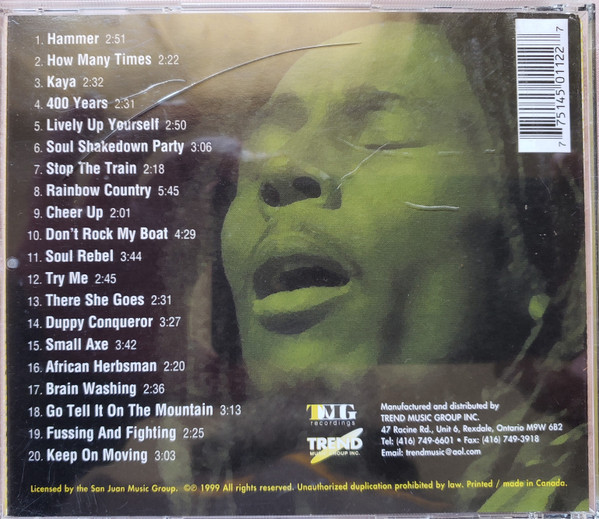 1. Hammer 2:51
2. How Many Times 2:22
3. Kaya 2:32
4. 400 Years 2:31
5. Lively Up Yourself 2:50
6. Soul Shakedown Party 3:06
7. Stop The Train 2:18
8. Rainbow Country 5:45
9. Cheer Up 2:01
10. Don't Rock My Boat 4:29
11. Soul Rebel 3:44
12. Try Me 2:45
13. There She Goes 2:31
14. Duppy Conqueror 3:27
15. Small Axe 3:42
16. African Herbsman 2:20
17. Brain Washing 2:36
18. Go Tell It On The Mountain 3:13
19. Fussing And Fighting 2:25
20. Keep On Moving 3:03
7 75145 01122 7
TMG
recordings
TREND
MUSIC GROUP INC.
Manufactured and distributed by
TREND MUSIC GROUP INC.
47 Racine Rd., Unit 6, Rexdale, Ontario M9W 6B2
Tel: (416) 749-6601 • Fax: (416) 749-3918
Email: trendmusic@aol.com
Licensed by the San Juan Music Group. ©℗ 1999 All rights reserved. Unauthorized duplication prohibited by law. Printed / made in Canada.